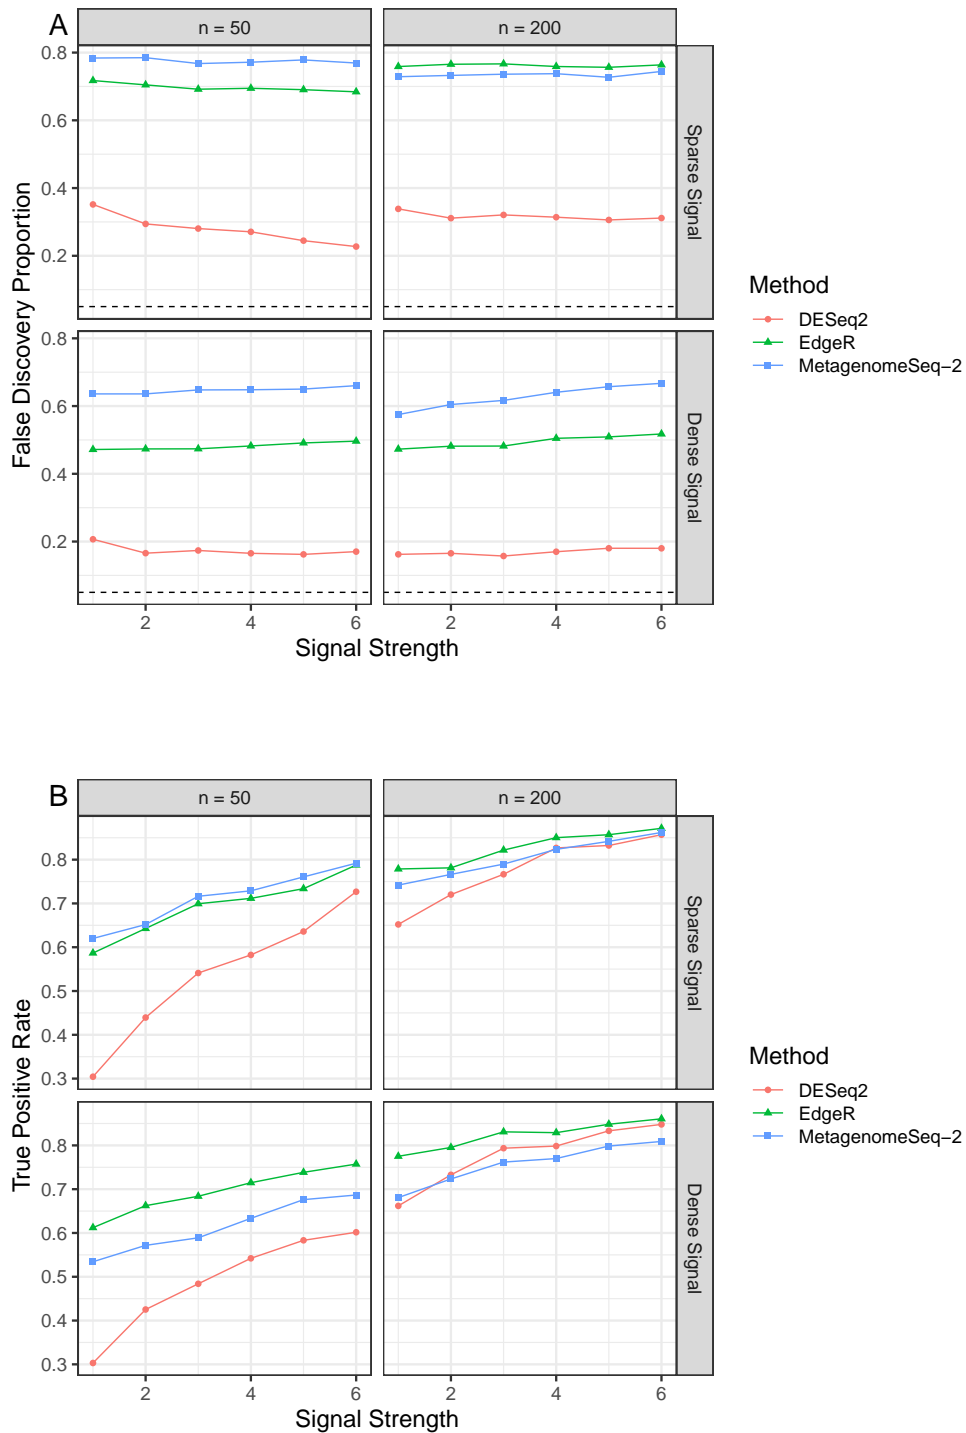 A
n = 50
n = 200
False Discovery Proportion
0.8
0.6
0.4
0.2
Sparse Signal
0.8
0.6
0.4
0.2
Dense Signal
2
4
6
2
4
6
Signal Strength
Method
DESeq2
EdgeR
MetagenomeSeq−2
B
n = 50
n = 200
True Positive Rate
0.8
0.7
0.6
0.5
0.4
0.3
Sparse Signal
0.8
0.7
0.6
0.5
0.4
0.3
Dense Signal
2
4
6
2
4
6
Signal Strength
Method
DESeq2
EdgeR
MetagenomeSeq−2